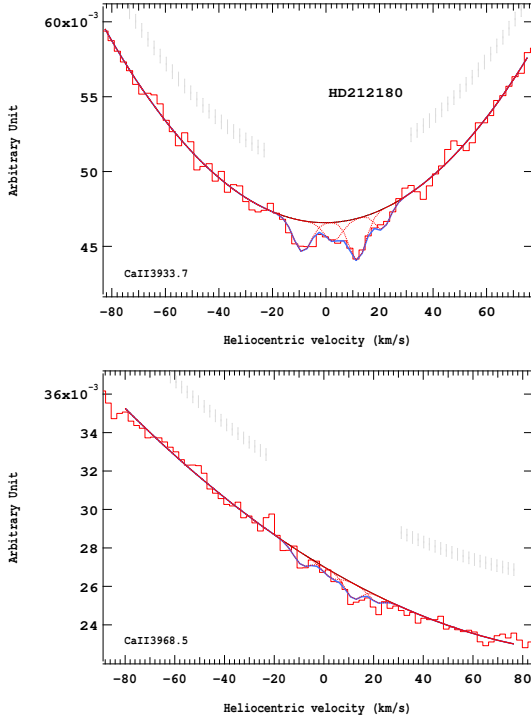 60x10⁻³
HD212180
55
Arbitrary Unit
50
45
CaII3933.7
-80 -60 -40 -20 0 20 40 60
Heliocentric velocity (km/s)
36x10⁻³
34
32
Arbitrary Unit
30
28
26
24
CaII3968.5
-80 -60 -40 -20 0 20 40 60 80
Heliocentric velocity (km/s)